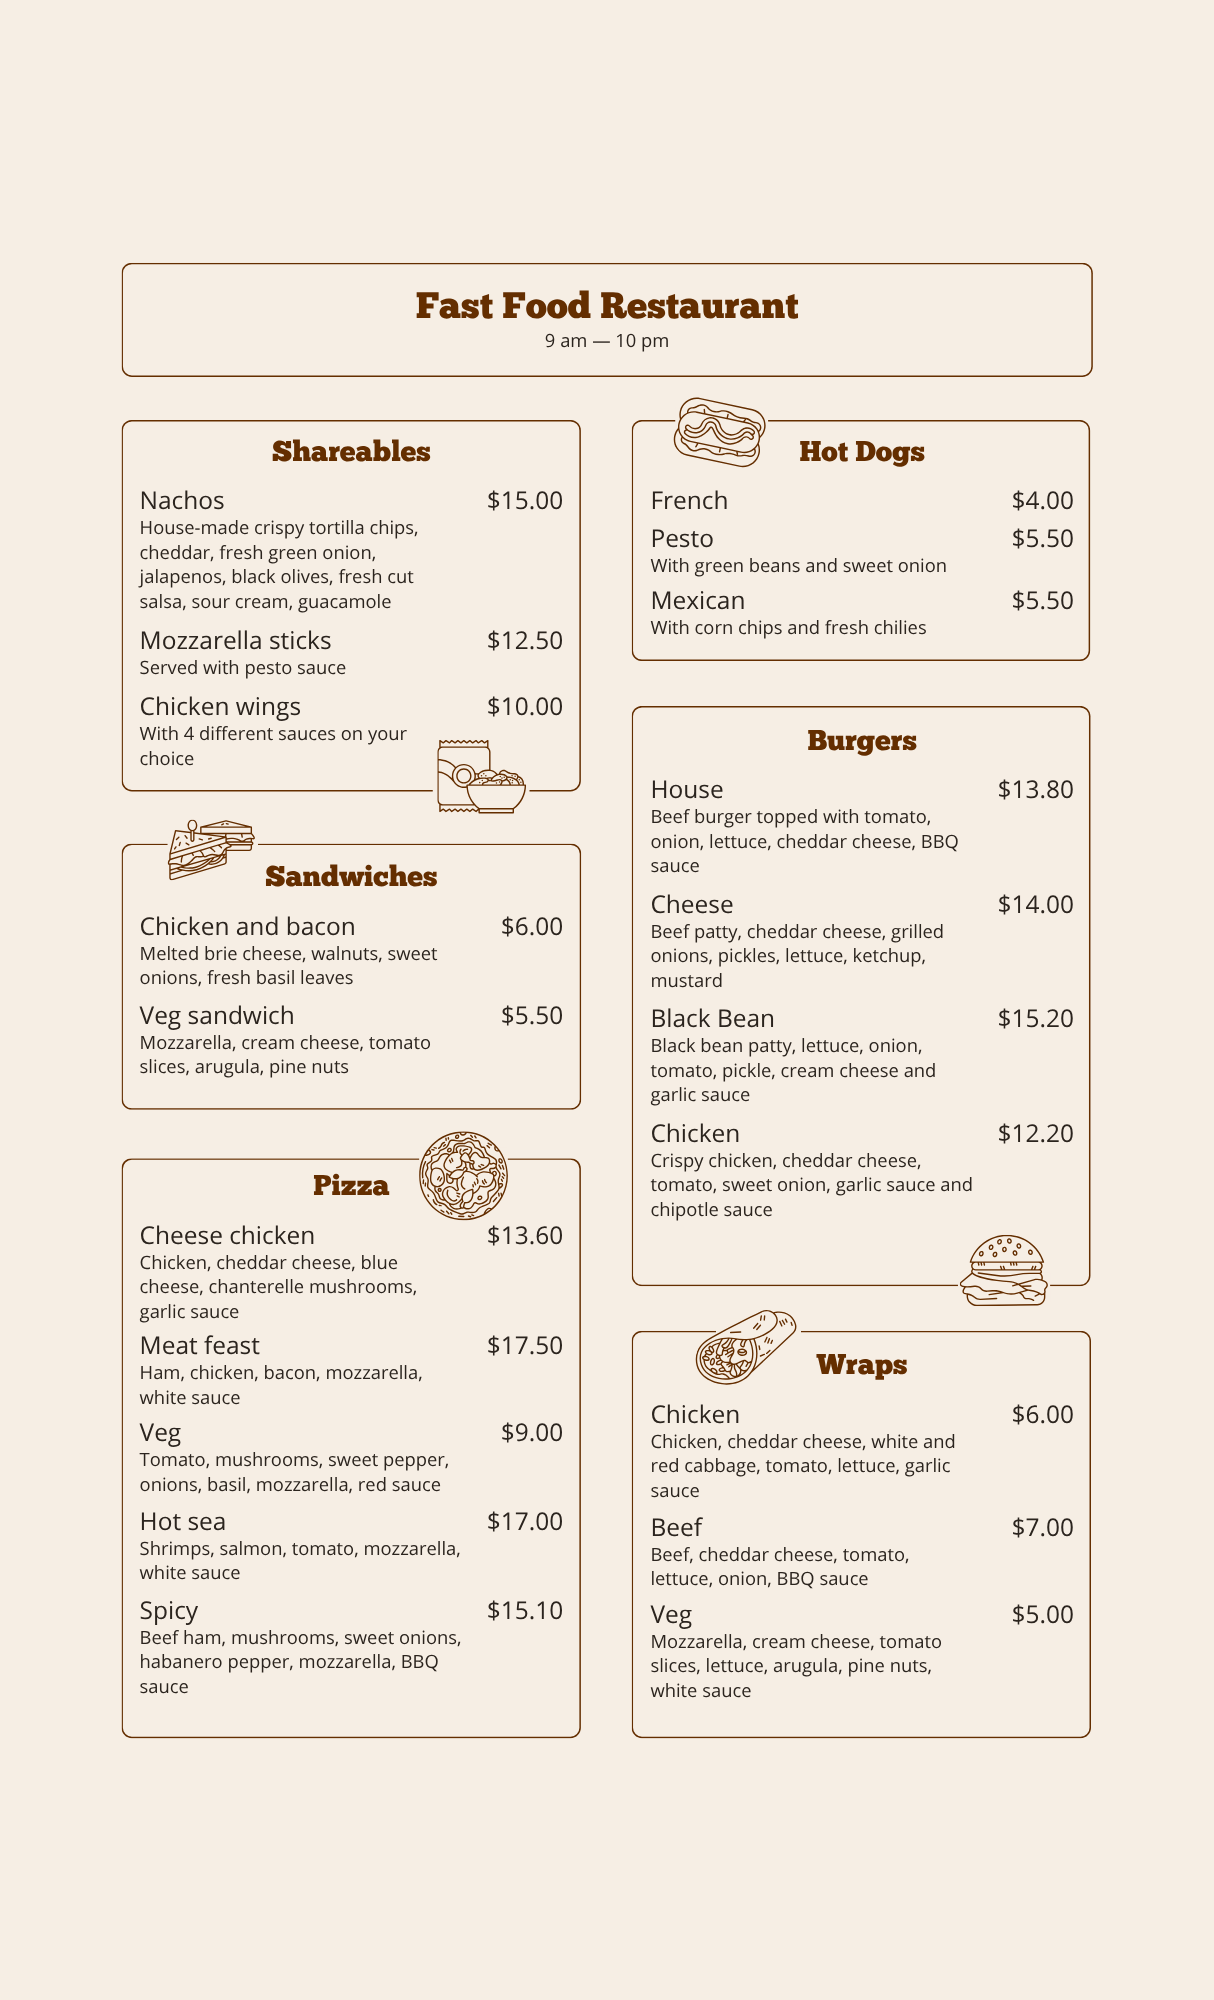 Fast Food Restaurant
9 am — 10 pm
Shareables
Nachos $15.00
House-made crispy tortilla chips,
cheddar, fresh green onion,
jalapenos, black olives, fresh cut
salsa, sour cream, guacamole
Mozzarella sticks $12.50
Served with pesto sauce
Chicken wings $10.00
With 4 different sauces on your
choice
Sandwiches
Chicken and bacon $6.00
Melted brie cheese, walnuts, sweet
onions, fresh basil leaves
Veg sandwich $5.50
Mozzarella, cream cheese, tomato
slices, arugula, pine nuts
Pizza
Cheese chicken $13.60
Chicken, cheddar cheese, blue
cheese, chanterelle mushrooms,
garlic sauce
Meat feast $17.50
Ham, chicken, bacon, mozzarella,
white sauce
Veg $9.00
Tomato, mushrooms, sweet pepper,
onions, basil, mozzarella, red sauce
Hot sea $17.00
Shrimps, salmon, tomato, mozzarella,
white sauce
Spicy $15.10
Beef ham, mushrooms, sweet onions,
habanero pepper, mozzarella, BBQ
sauce
Hot Dogs
French $4.00
Pesto $5.50
With green beans and sweet onion
Mexican $5.50
With corn chips and fresh chilies
Burgers
House $13.80
Beef burger topped with tomato,
onion, lettuce, cheddar cheese, BBQ
sauce
Cheese $14.00
Beef patty, cheddar cheese, grilled
onions, pickles, lettuce, ketchup,
mustard
Black Bean $15.20
Black bean patty, lettuce, onion,
tomato, pickle, cream cheese and
garlic sauce
Chicken $12.20
Crispy chicken, cheddar cheese,
tomato, sweet onion, garlic sauce and
chipotle sauce
Wraps
Chicken $6.00
Chicken, cheddar cheese, white and
red cabbage, tomato, lettuce, garlic
sauce
Beef $7.00
Beef, cheddar cheese, tomato,
lettuce, onion, BBQ sauce
Veg $5.00
Mozzarella, cream cheese, tomato
slices, lettuce, arugula, pine nuts,
white sauce